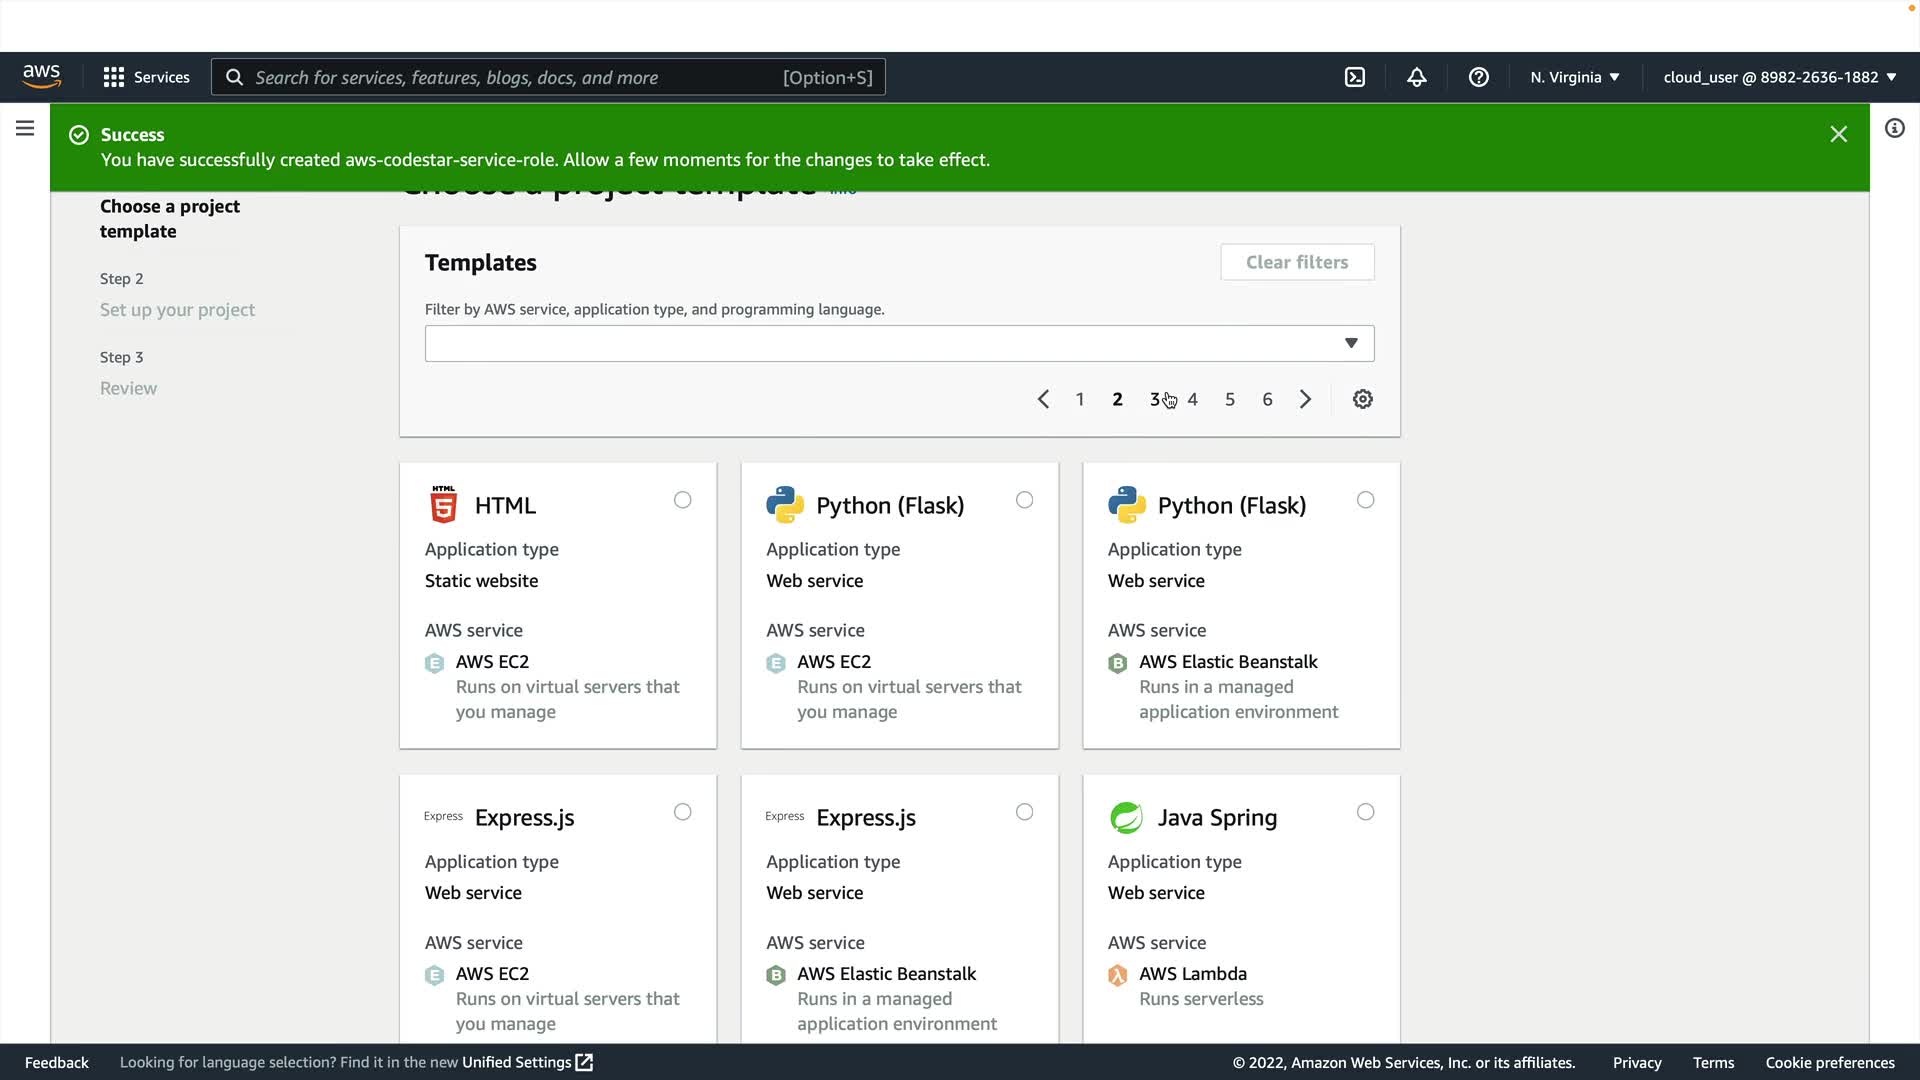 aws
Services
Search for services, features, blogs, docs, and more
[Option+S]
N. Virginia
cloud_user @ 8982-2636-1882
Success
You have successfully created aws-codestar-service-role. Allow a few moments for the changes to take effect.
Choose a project template
Info
Choose a project
template
Step 2
Set up your project
Step 3
Review
Templates
Clear filters
Filter by AWS service, application type, and programming language.
1 2 3 4 5 6
HTML
5
HTML
Application type
Static website
AWS service
E
AWS EC2
Runs on virtual servers that
you manage
Python (Flask)
Application type
Web service
AWS service
E
AWS EC2
Runs on virtual servers that
you manage
Python (Flask)
Application type
Web service
AWS service
B
AWS Elastic Beanstalk
Runs in a managed
application environment
Express
Express.js
Application type
Web service
AWS service
E
AWS EC2
Runs on virtual servers that
you manage
Express
Express.js
Application type
Web service
AWS service
B
AWS Elastic Beanstalk
Runs in a managed
application environment
Java Spring
Application type
Web service
AWS service
λ
AWS Lambda
Runs serverless
Feedback
Looking for language selection? Find it in the new Unified Settings
© 2022, Amazon Web Services, Inc. or its affiliates.
Privacy
Terms
Cookie preferences